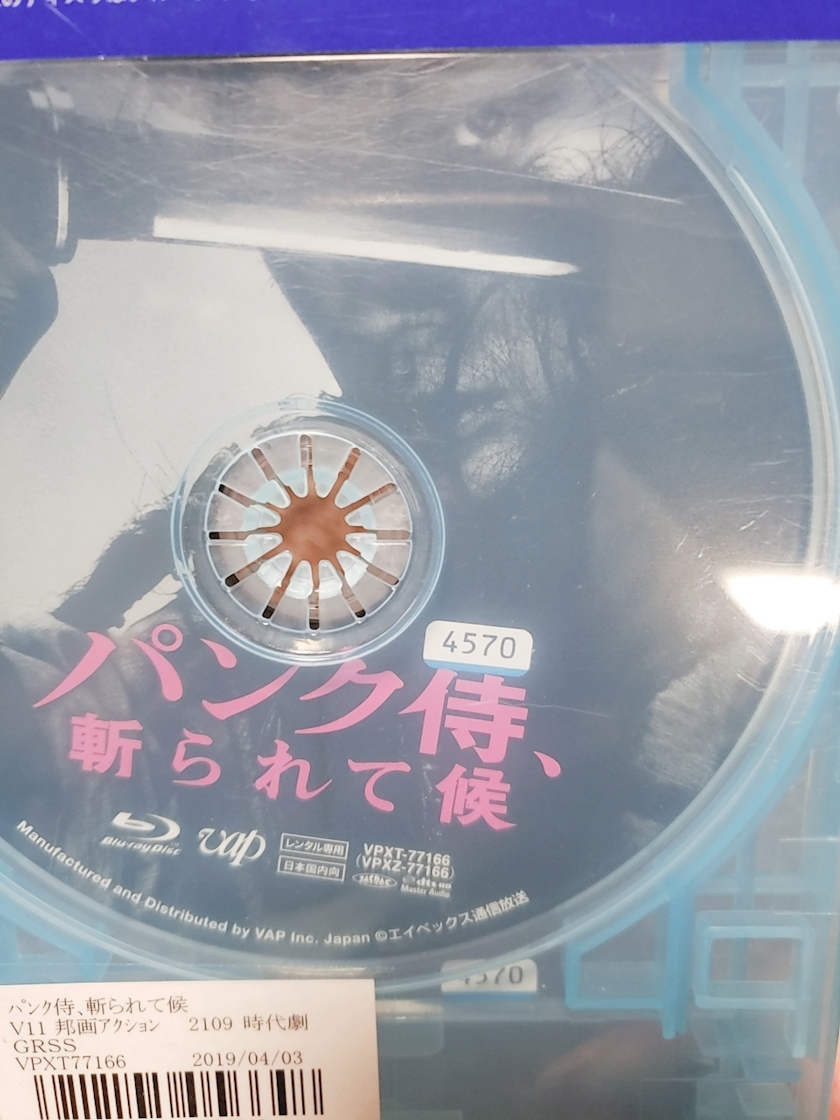 4570
パンク侍、
斬られて候
Blu-ray Disc
vap
レンタル専用
日本国内向
VPXT-77166
(VPXZ-77166)
dts
Master Audio
Manufactured and Distributed by VAP Inc. Japan ©エイベックス通信放送
4570
パンク侍、斬られて候
V11 邦画アクション 2109 時代劇
GRSS
VPXT77166 2019/04/03